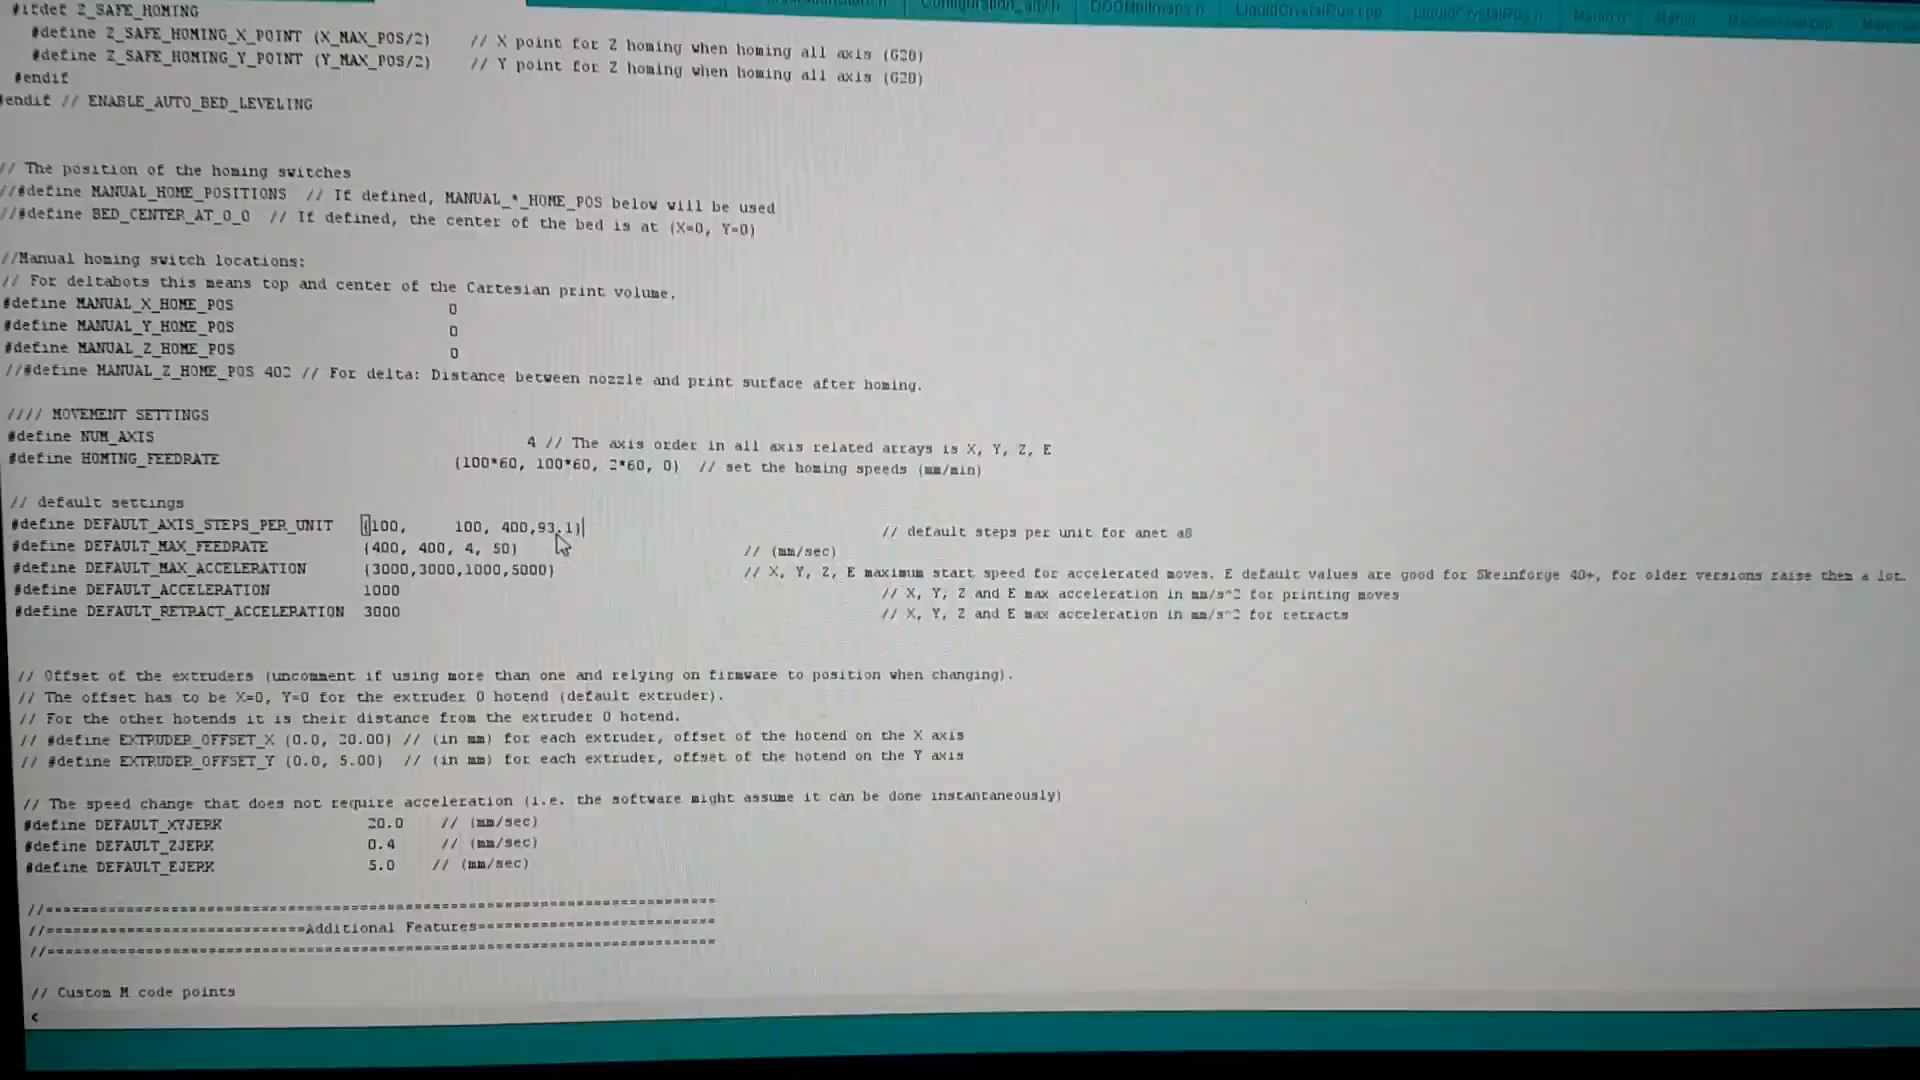 Configuration_adv.h DOGMbitmaps.h LiquidCrystalRus.cpp LiquidCrystalRus.h Marlin.h Marlin
#ifdef Z_SAFE_HOMING
#define Z_SAFE_HOMING_X_POINT (X_MAX_POS/2) // X point for Z homing when homing all axis (G28)
#define Z_SAFE_HOMING_Y_POINT (Y_MAX_POS/2) // Y point for Z homing when homing all axis (G28)
#endif
#endif // ENABLE_AUTO_BED_LEVELING
// The position of the homing switches
//#define MANUAL_HOME_POSITIONS // If defined, MANUAL_*_HOME_POS below will be used
//#define BED_CENTER_AT_0_0 // If defined, the center of the bed is at (X=0, Y=0)
//Manual homing switch locations:
// For deltabots this means top and center of the Cartesian print volume.
#define MANUAL_X_HOME_POS 0
#define MANUAL_Y_HOME_POS 0
#define MANUAL_Z_HOME_POS 0
//#define MANUAL_Z_HOME_POS 402 // For delta: Distance between nozzle and print surface after homing.
//// MOVEMENT SETTINGS
#define NUM_AXIS 4 // The axis order in all axis related arrays is X, Y, Z, E
#define HOMING_FEEDRATE {100*60, 100*60, 2*60, 0} // set the homing speeds (mm/min)
// default settings
#define DEFAULT_AXIS_STEPS_PER_UNIT {100, 100, 400,93.1} // default steps per unit for anet a8
#define DEFAULT_MAX_FEEDRATE {400, 400, 4, 50} // (mm/sec)
#define DEFAULT_MAX_ACCELERATION {3000,3000,1000,5000} // X, Y, Z, E maximum start speed for accelerated moves. E default values are good for Skeinforge 40+, for older versions raise them a lot.
#define DEFAULT_ACCELERATION 1000 // X, Y, Z and E max acceleration in mm/s^2 for printing moves
#define DEFAULT_RETRACT_ACCELERATION 3000 // X, Y, Z and E max acceleration in mm/s^2 for retracts
// Offset of the extruders (uncomment if using more than one and relying on firmware to position when changing).
// The offset has to be X=0, Y=0 for the extruder 0 hotend (default extruder).
// For the other hotends it is their distance from the extruder 0 hotend.
// #define EXTRUDER_OFFSET_X {0.0, 20.00} // (in mm) for each extruder, offset of the hotend on the X axis
// #define EXTRUDER_OFFSET_Y {0.0, 5.00} // (in mm) for each extruder, offset of the hotend on the Y axis
// The speed change that does not require acceleration (i.e. the software might assume it can be done instantaneously)
#define DEFAULT_XYJERK 20.0 // (mm/sec)
#define DEFAULT_ZJERK 0.4 // (mm/sec)
#define DEFAULT_EJERK 5.0 // (mm/sec)
//===========================================================================
//=============================Additional Features===========================
//===========================================================================
// Custom M code points